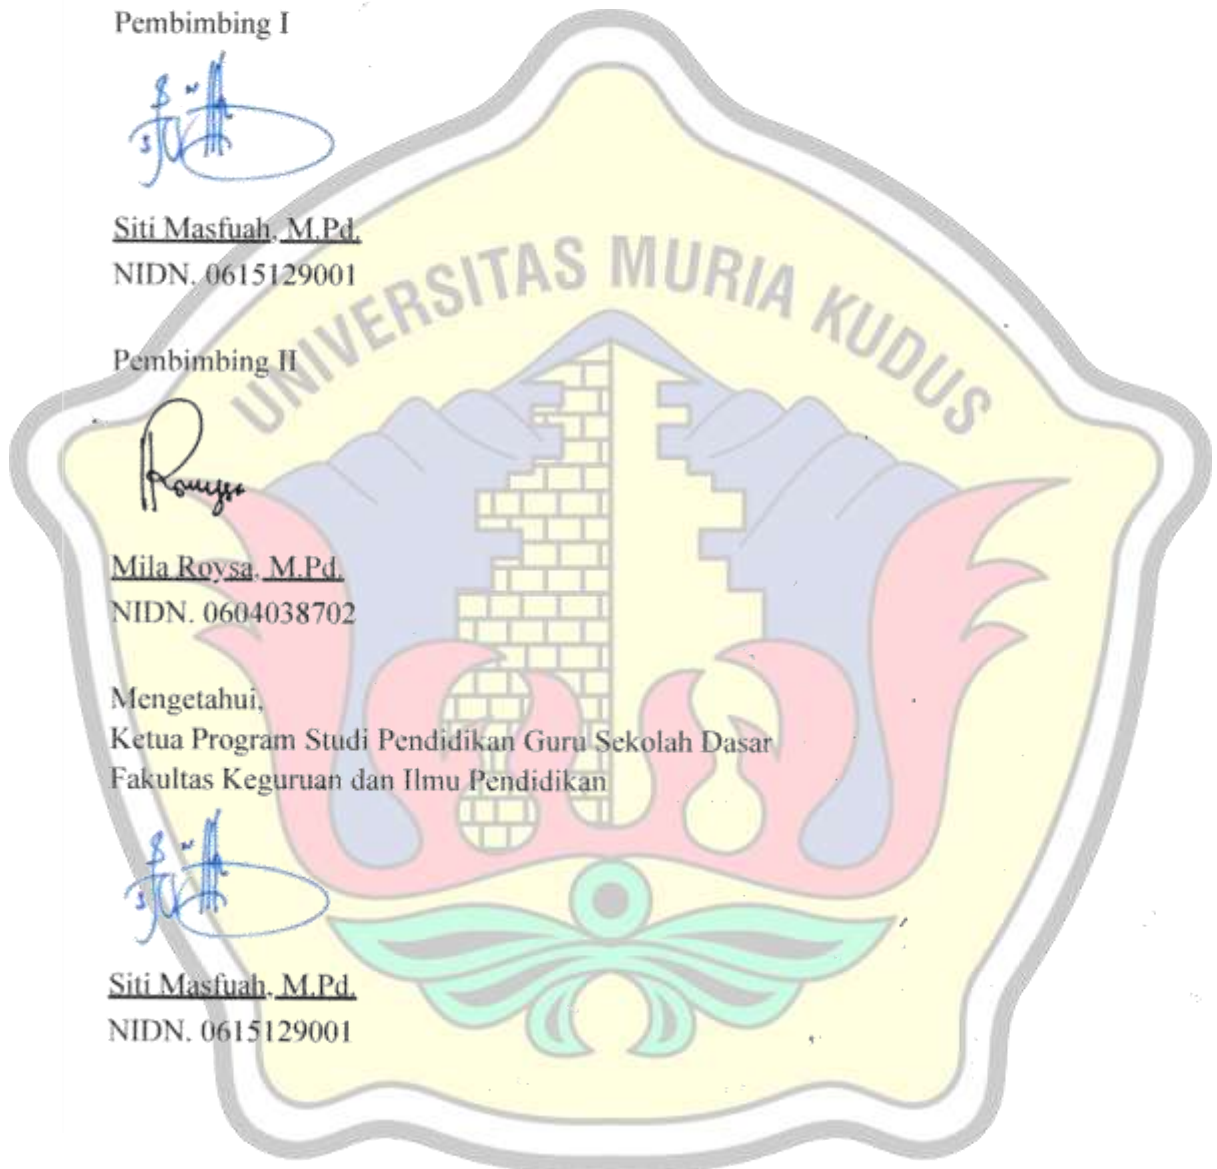 Pembimbing I
Siti Masfuah, M.Pd.
NIDN. 0615129001
UNIVERSITAS MURIA KUDUS
Pembimbing II
Mila Roysa, M.Pd.
NIDN. 0604038702
Mengetahui,
Ketua Program Studi Pendidikan Guru Sekolah Dasar
Fakultas Keguruan dan Ilmu Pendidikan
Siti Masfuah, M.Pd.
NIDN. 0615129001